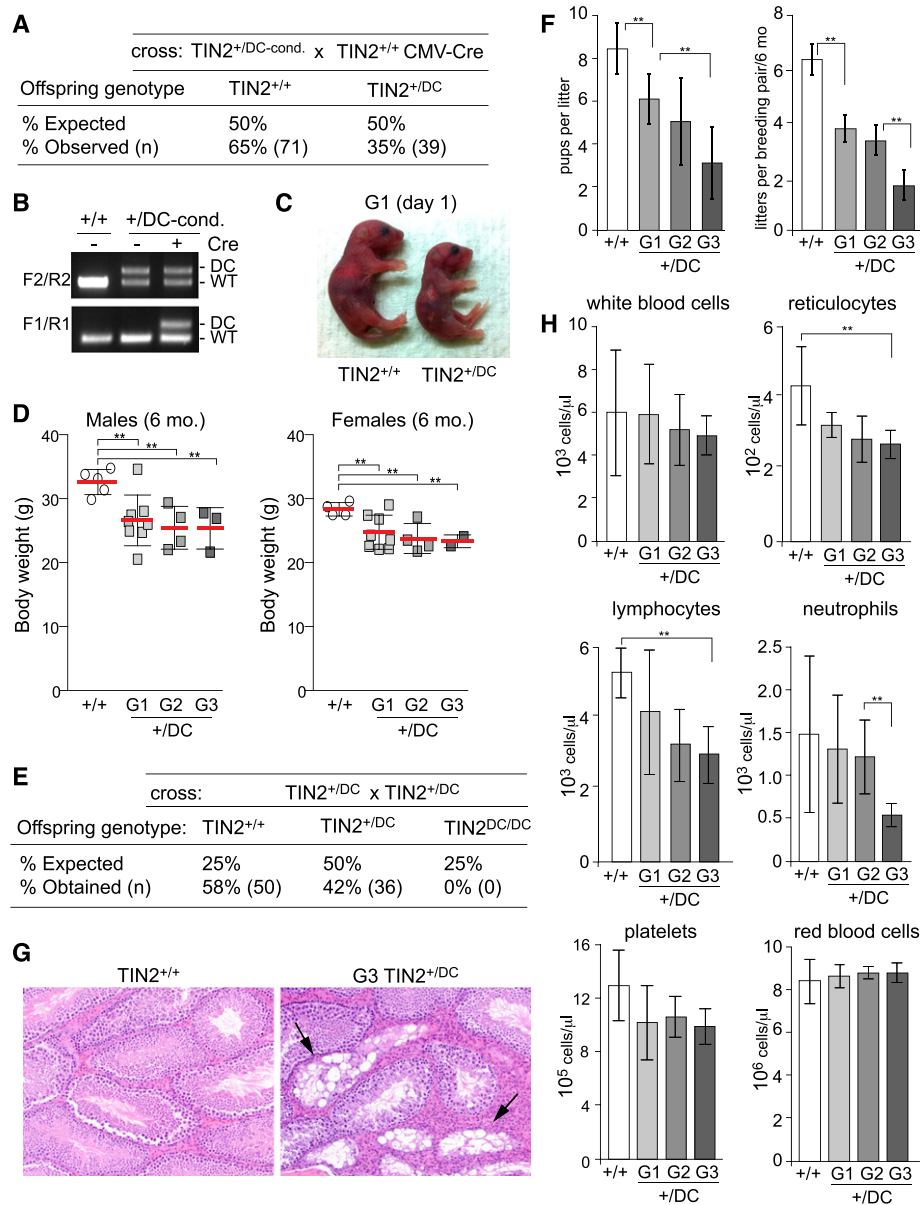 A
cross: TIN2+/DC-cond. x TIN2+/+ CMV-Cre
Offspring genotype TIN2+/+ TIN2+/DC
% Expected 50% 50%
% Observed (n) 65% (71) 35% (39)
B
+/+ +/DC-cond.
- - + Cre
F2/R2
- DC
- WT
F1/R1
- DC
- WT
C
G1 (day 1)
TIN2+/+ TIN2+/DC
D
Males (6 mo.)
Body weight (g)
40
30
20
10
0
** ** **
+/+ G1 G2 G3
+/DC
Females (6 mo.)
Body weight (g)
40
30
20
10
0
** ** **
+/+ G1 G2 G3
+/DC
E
cross: TIN2+/DC x TIN2+/DC
Offspring genotype: TIN2+/+ TIN2+/DC TIN2DC/DC
% Expected 25% 50% 25%
% Obtained (n) 58% (50) 42% (36) 0% (0)
F
pups per litter
10
8
6
4
2
0
** **
+/+ G1 G2 G3
+/DC
litters per breeding pair/6 mo
8
6
4
2
0
** **
+/+ G1 G2 G3
+/DC
G
TIN2+/+
G3 TIN2+/DC
H
white blood cells
10³ cells/µl
10
8
6
4
2
0
+/+ G1 G2 G3
+/DC
reticulocytes
10² cells/µl
6
4
2
0
**
+/+ G1 G2 G3
+/DC
lymphocytes
10³ cells/µl
6
4
2
0
**
+/+ G1 G2 G3
+/DC
neutrophils
10³ cells/µl
2.5
2.0
1.5
1.0
0.5
0
**
+/+ G1 G2 G3
+/DC
platelets
10⁵ cells/µl
16
12
8
4
0
+/+ G1 G2 G3
+/DC
red blood cells
10⁶ cells/µl
10
8
6
4
2
0
+/+ G1 G2 G3
+/DC